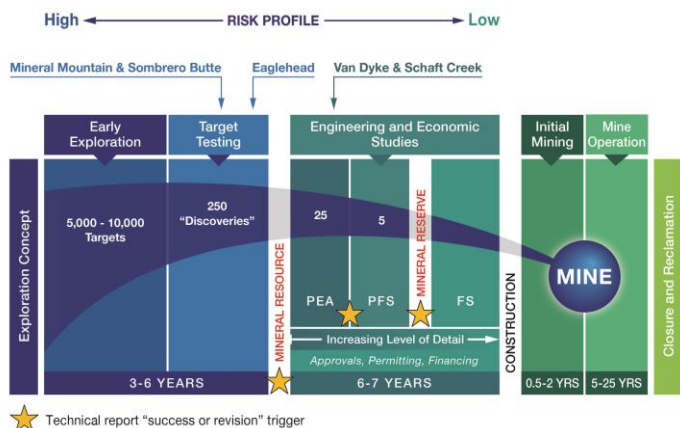 High RISK PROFILE Low
Mineral Mountain & Sombrero Butte
Eaglehead
Van Dyke & Schaft Creek
Early
Exploration
Target
Testing
Engineering and Economic
Studies
Initial
Mining
Mine
Operation
Exploration Concept
5,000 - 10,000
Targets
250
"Discoveries"
MINERAL RESOURCE
25
5
MINERAL RESERVE
PEA
PFS
FS
Increasing Level of Detail
Approvals, Permitting, Financing
CONSTRUCTION
MINE
Closure and Reclamation
3-6 YEARS
6-7 YEARS
0.5-2 YRS
5-25 YRS
Technical report "success or revision" trigger